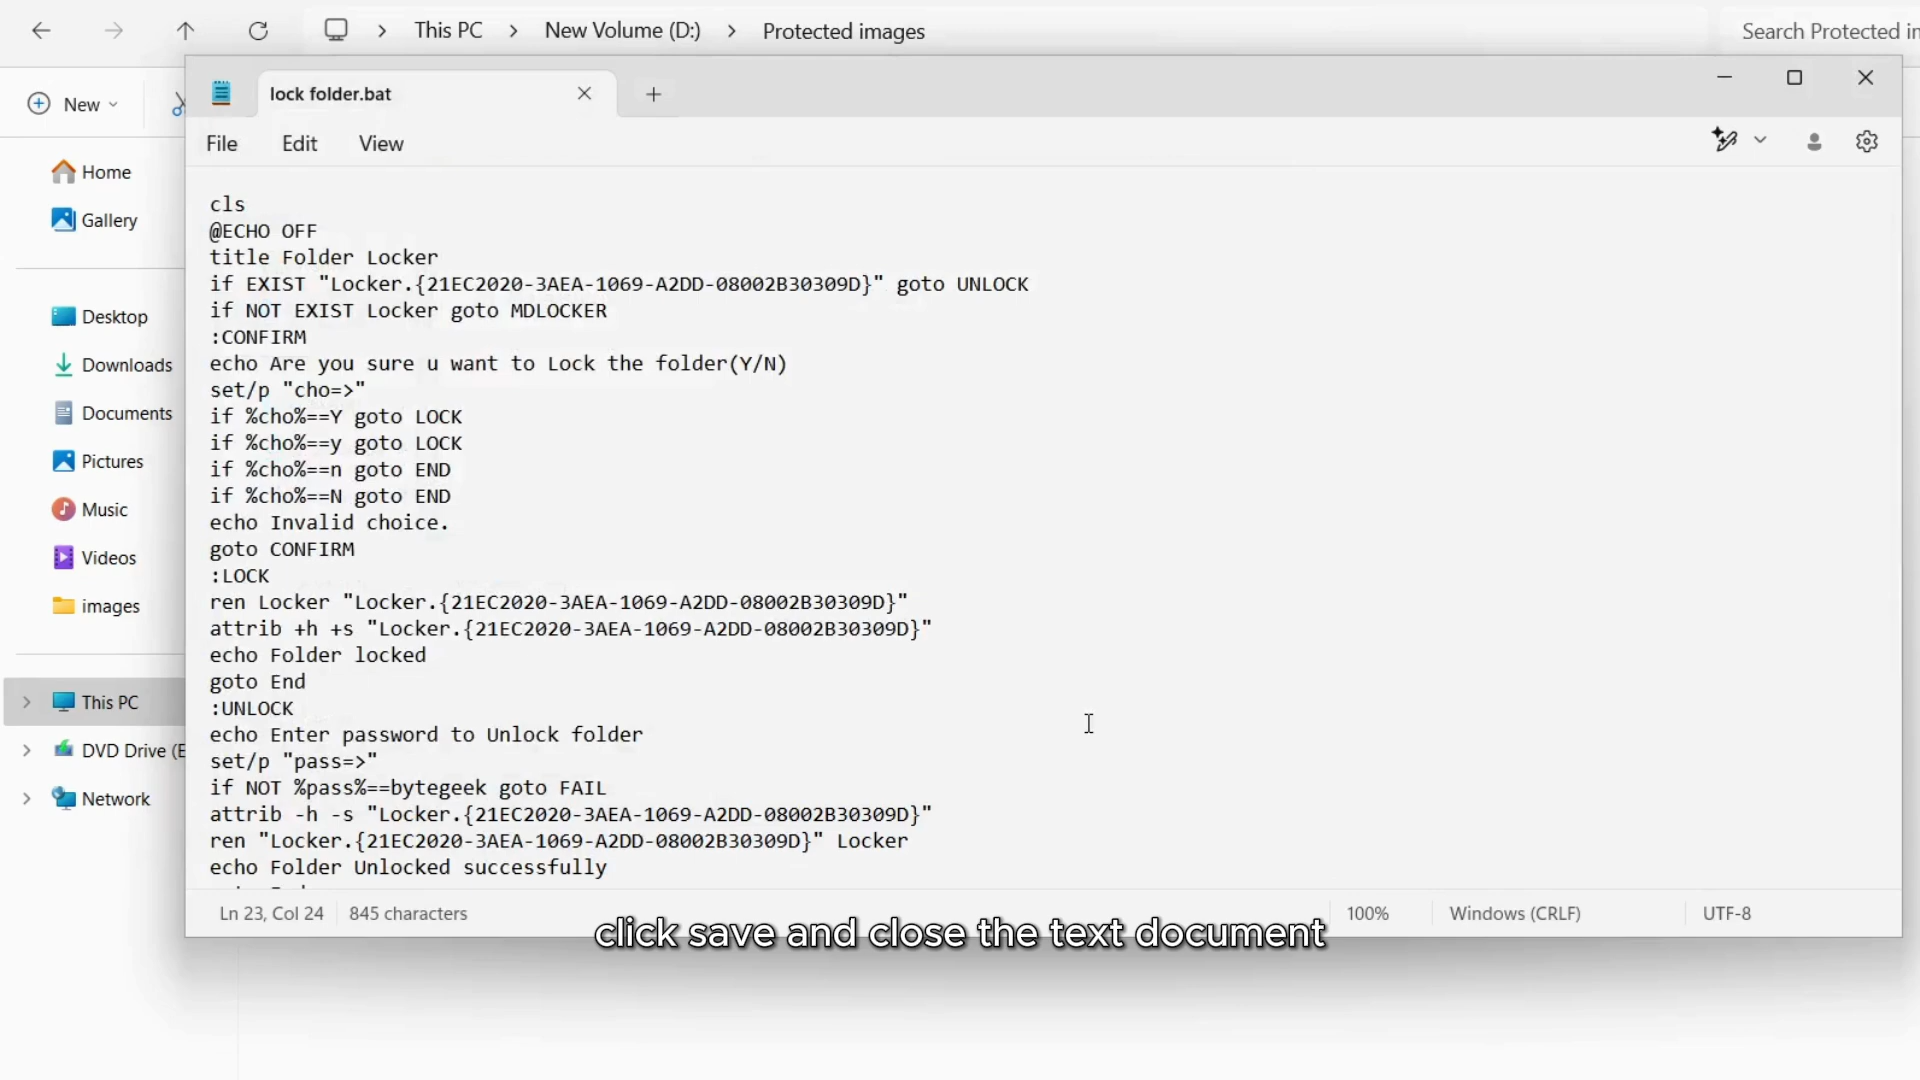 This PC > New Volume (D:) > Protected images
Search Protected in
New
lock folder.bat
File Edit View
Home
Gallery
Desktop
Downloads
Documents
Pictures
Music
Videos
images
This PC
DVD Drive (E
Network
cls
@ECHO OFF
title Folder Locker
if EXIST "Locker.{21EC2020-3AEA-1069-A2DD-08002B30309D}" goto UNLOCK
if NOT EXIST Locker goto MDLOCKER
:CONFIRM
echo Are you sure u want to Lock the folder(Y/N)
set/p "cho=>"
if %cho%==Y goto LOCK
if %cho%==y goto LOCK
if %cho%==n goto END
if %cho%==N goto END
echo Invalid choice.
goto CONFIRM
:LOCK
ren Locker "Locker.{21EC2020-3AEA-1069-A2DD-08002B30309D}"
attrib +h +s "Locker.{21EC2020-3AEA-1069-A2DD-08002B30309D}"
echo Folder locked
goto End
:UNLOCK
echo Enter password to Unlock folder
set/p "pass=>"
if NOT %pass%==bytegeek goto FAIL
attrib -h -s "Locker.{21EC2020-3AEA-1069-A2DD-08002B30309D}"
ren "Locker.{21EC2020-3AEA-1069-A2DD-08002B30309D}" Locker
echo Folder Unlocked successfully
Ln 23, Col 24 845 characters 100% Windows (CRLF) UTF-8
click save and close the text document